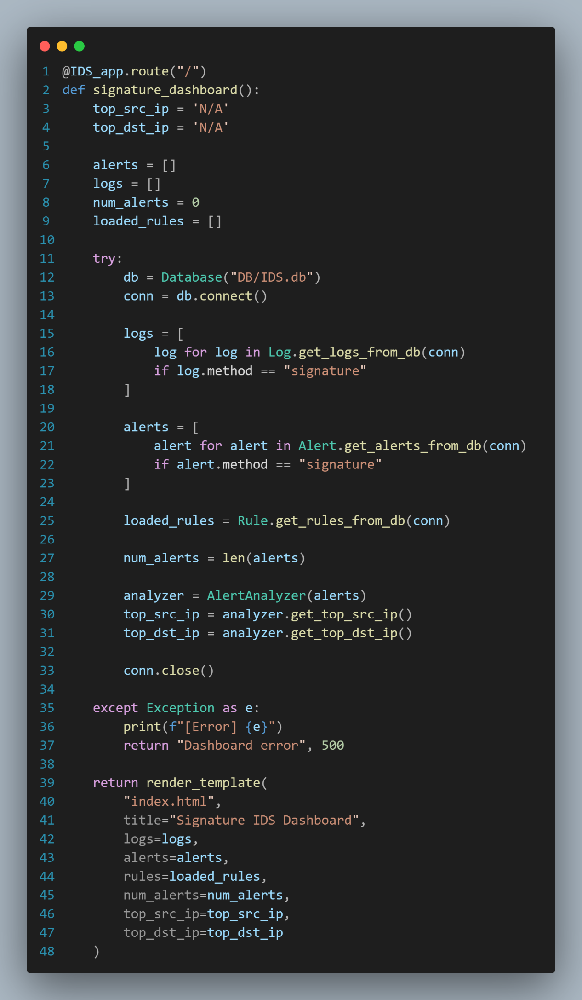 1 @IDS_app.route("/")
2 def signature_dashboard():
3     top_src_ip = 'N/A'
4     top_dst_ip = 'N/A'
5
6     alerts = []
7     logs = []
8     num_alerts = 0
9     loaded_rules = []
10
11     try:
12         db = Database("DB/IDS.db")
13         conn = db.connect()
14
15         logs = [
16             log for log in Log.get_logs_from_db(conn)
17             if log.method == "signature"
18         ]
19
20         alerts = [
21             alert for alert in Alert.get_alerts_from_db(conn)
22             if alert.method == "signature"
23         ]
24
25         loaded_rules = Rule.get_rules_from_db(conn)
26
27         num_alerts = len(alerts)
28
29         analyzer = AlertAnalyzer(alerts)
30         top_src_ip = analyzer.get_top_src_ip()
31         top_dst_ip = analyzer.get_top_dst_ip()
32
33         conn.close()
34
35     except Exception as e:
36         print(f"[Error] {e}")
37         return "Dashboard error", 500
38
39     return render_template(
40         "index.html",
41         title="Signature IDS Dashboard",
42         logs=logs,
43         alerts=alerts,
44         rules=loaded_rules,
45         num_alerts=num_alerts,
46         top_src_ip=top_src_ip,
47         top_dst_ip=top_dst_ip
48     )